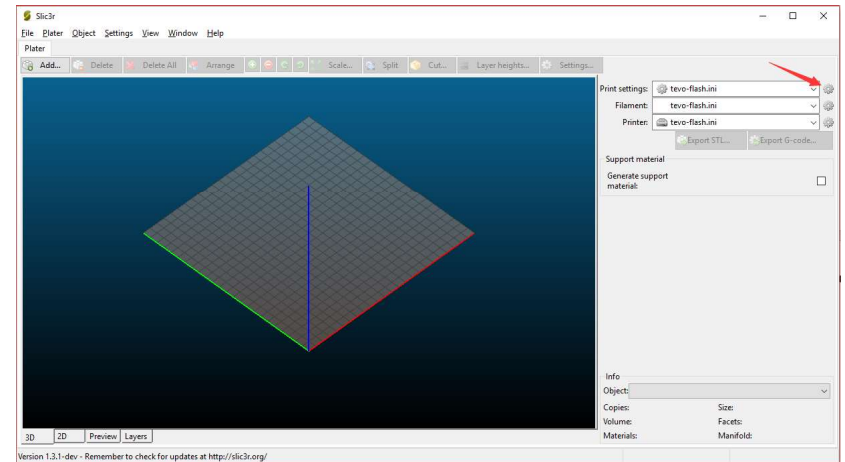 Slic3r
File Plater Object Settings View Window Help
Plater
Add... Delete Delete All Arrange Scale... Split Cut... Layer heights... Settings...
Print settings: tevo-flash.ini
Filament: tevo-flash.ini
Printer: tevo-flash.ini
Export STL... Export G-code...
Support material
Generate support
material:
Info
Object:
Copies: Size:
Volume: Facets:
Materials: Manifold:
3D 2D Preview Layers
Version 1.3.1-dev - Remember to check for updates at http://slic3r.org/